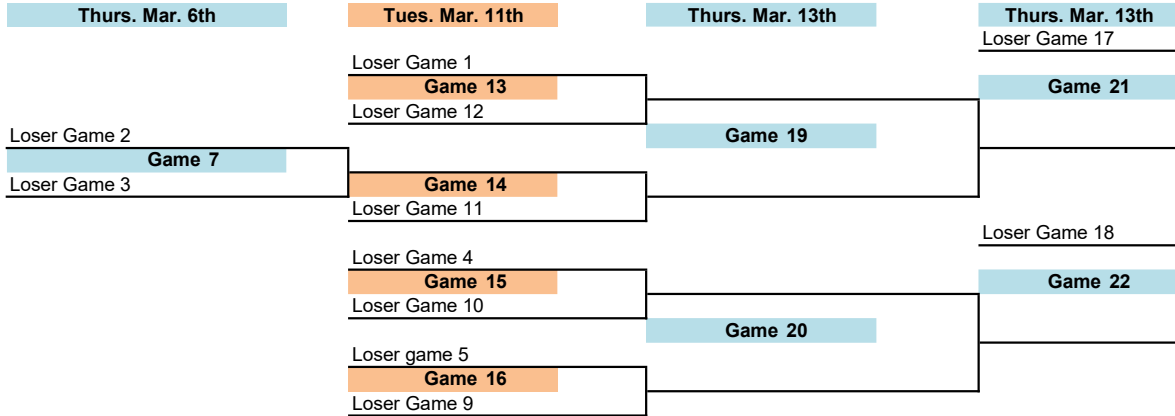 Thurs. Mar. 6th
Tues. Mar. 11th
Thurs. Mar. 13th
Thurs. Mar. 13th
Loser Game 17
Loser Game 1
Game 13
Game 21
Loser Game 12
Loser Game 2
Game 19
Game 7
Loser Game 3
Game 14
Loser Game 11
Loser Game 18
Loser Game 4
Game 15
Game 22
Loser Game 10
Game 20
Loser game 5
Game 16
Loser Game 9